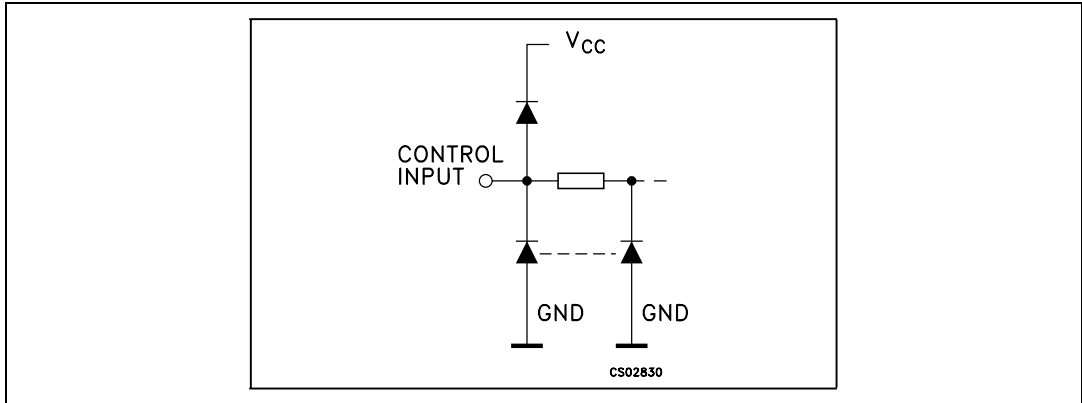 VCC
CONTROL
INPUT
GND
GND
CS02830